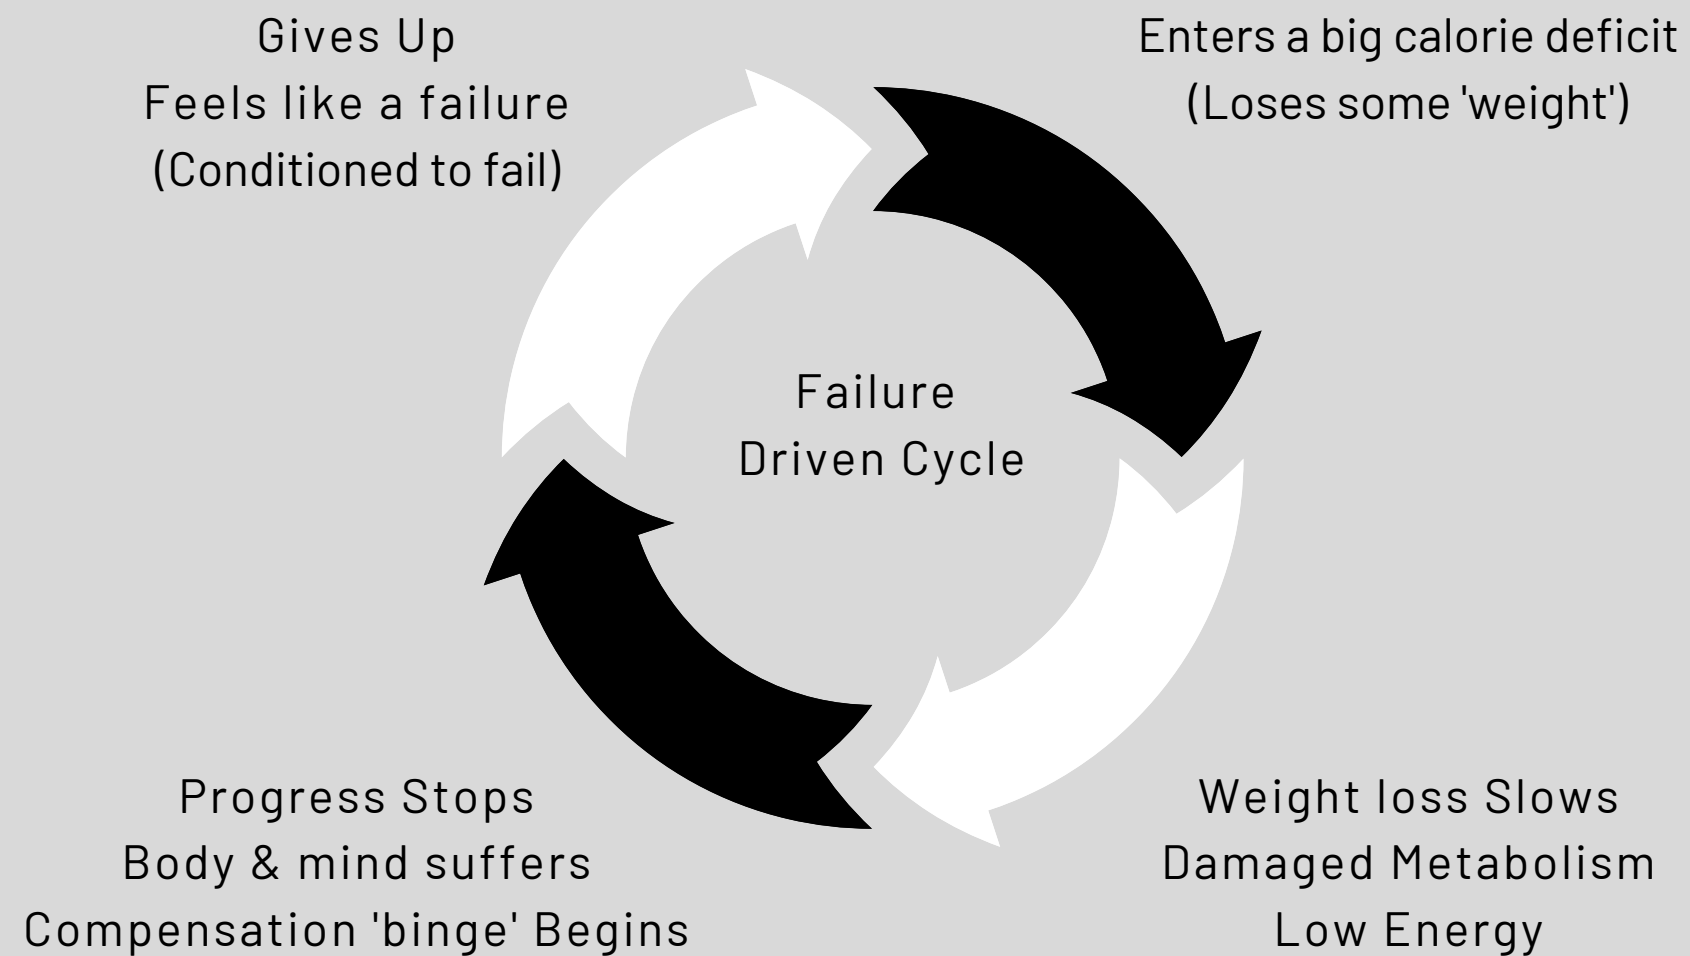 Gives Up
Feels like a failure
(Conditioned to fail)
Enters a big calorie deficit
(Loses some 'weight')
Failure
Driven Cycle
Progress Stops
Body & mind suffers
Compensation 'binge' Begins
Weight loss Slows
Damaged Metabolism
Low Energy